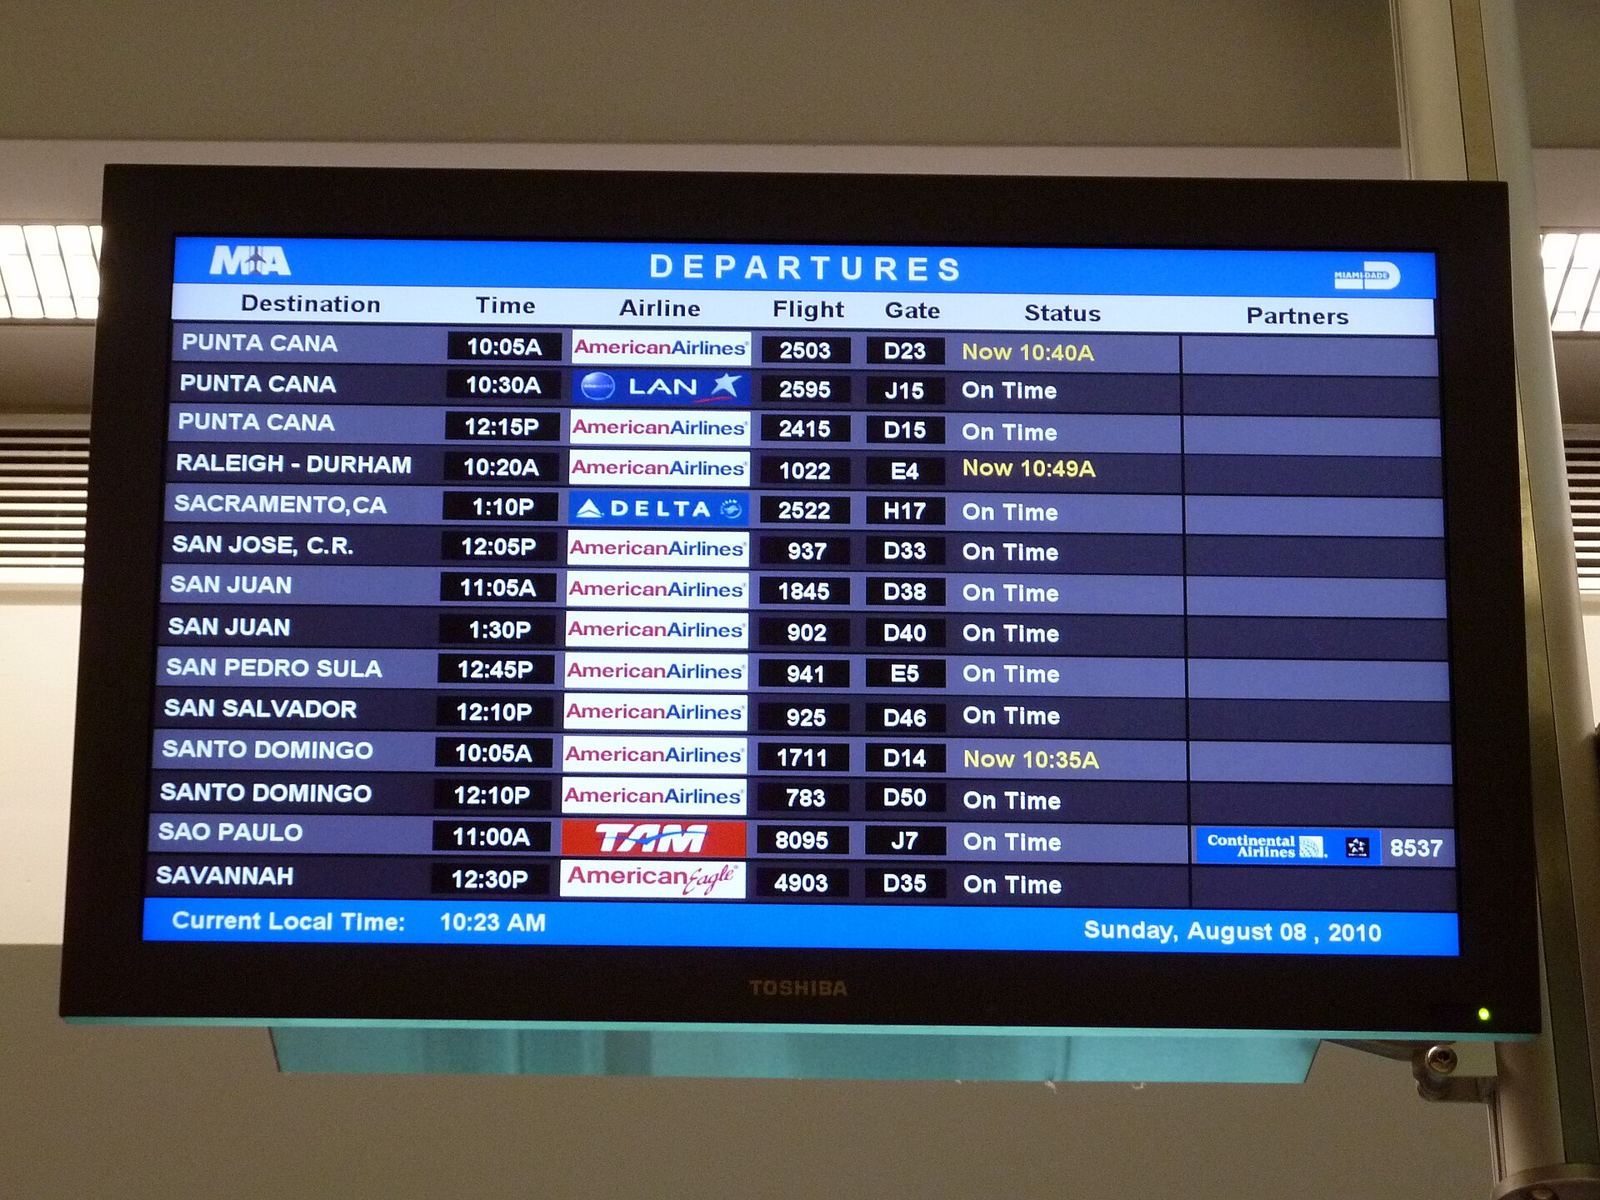 MIA DEPARTURES MIAMI-DADE
Destination Time Airline Flight Gate Status Partners
PUNTA CANA 10:05A AmericanAirlines 2503 D23 Now 10:40A
PUNTA CANA 10:30A LAN 2595 J15 On Time
PUNTA CANA 12:15P AmericanAirlines 2415 D15 On Time
RALEIGH - DURHAM 10:20A AmericanAirlines 1022 E4 Now 10:49A
SACRAMENTO,CA 1:10P DELTA 2522 H17 On Time
SAN JOSE, C.R. 12:05P AmericanAirlines 937 D33 On Time
SAN JUAN 11:05A AmericanAirlines 1845 D38 On Time
SAN JUAN 1:30P AmericanAirlines 902 D40 On Time
SAN PEDRO SULA 12:45P AmericanAirlines 941 E5 On Time
SAN SALVADOR 12:10P AmericanAirlines 925 D46 On Time
SANTO DOMINGO 10:05A AmericanAirlines 1711 D14 Now 10:35A
SANTO DOMINGO 12:10P AmericanAirlines 783 D50 On Time
SAO PAULO 11:00A TAM 8095 J7 On Time Continental Airlines 8537
SAVANNAH 12:30P American Eagle 4903 D35 On Time
Current Local Time: 10:23 AM Sunday, August 08 , 2010
TOSHIBA